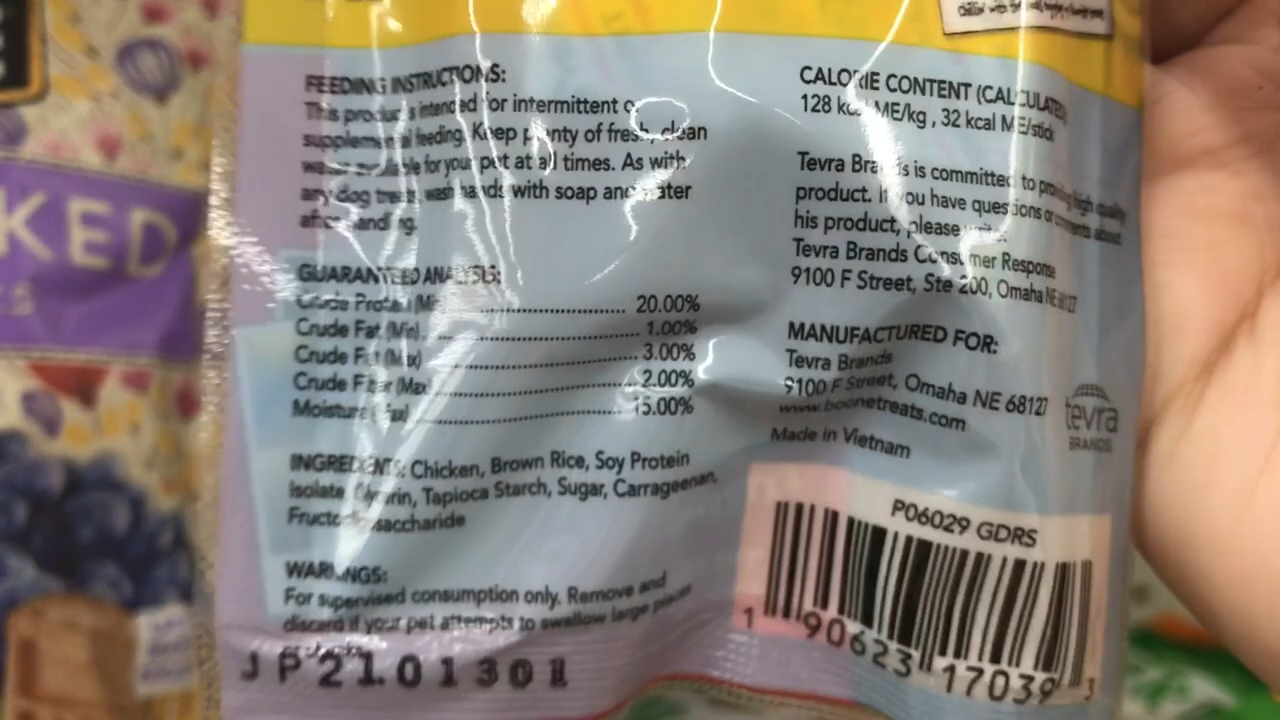 KED
FEEDING INSTRUCTIONS:
This product is intended for intermittent or
supplemental feeding. Keep plenty of fresh, clean
water available for your pet at all times. As with
any dog treat, wash hands with soap and water
after handling.
GUARANTEED ANALYSIS:
Crude Protein (Min) 20.00%
Crude Fat (Min) 1.00%
Crude Fat (Max) 3.00%
Crude Fiber (Max) 2.00%
Moisture (Max) 15.00%
INGREDIENTS: Chicken, Brown Rice, Soy Protein
Isolate, Glycerin, Tapioca Starch, Sugar, Carrageenan,
WARNINGS:
For supervised consumption only. Remove and
discard if your pet attempts to swallow large pieces
JP21.01301
CALORIE CONTENT (CALCULATED)
kcal ME/kg, 32 kcal ME/stick
Tevra Brands is committed to providing high quality
product. If you have questions or comments about
his product, please write:
Tevra Brands Consumer Response
9100 F Street, Ste 200, Omaha NE 68127
MANUFACTURED FOR:
Tevra Brands
9100 F Street, Omaha NE 68127
www.boonetreats.com
Made in Vietnam
tevra
BRANDS
P06029 GDRS
1 90623 17039 3